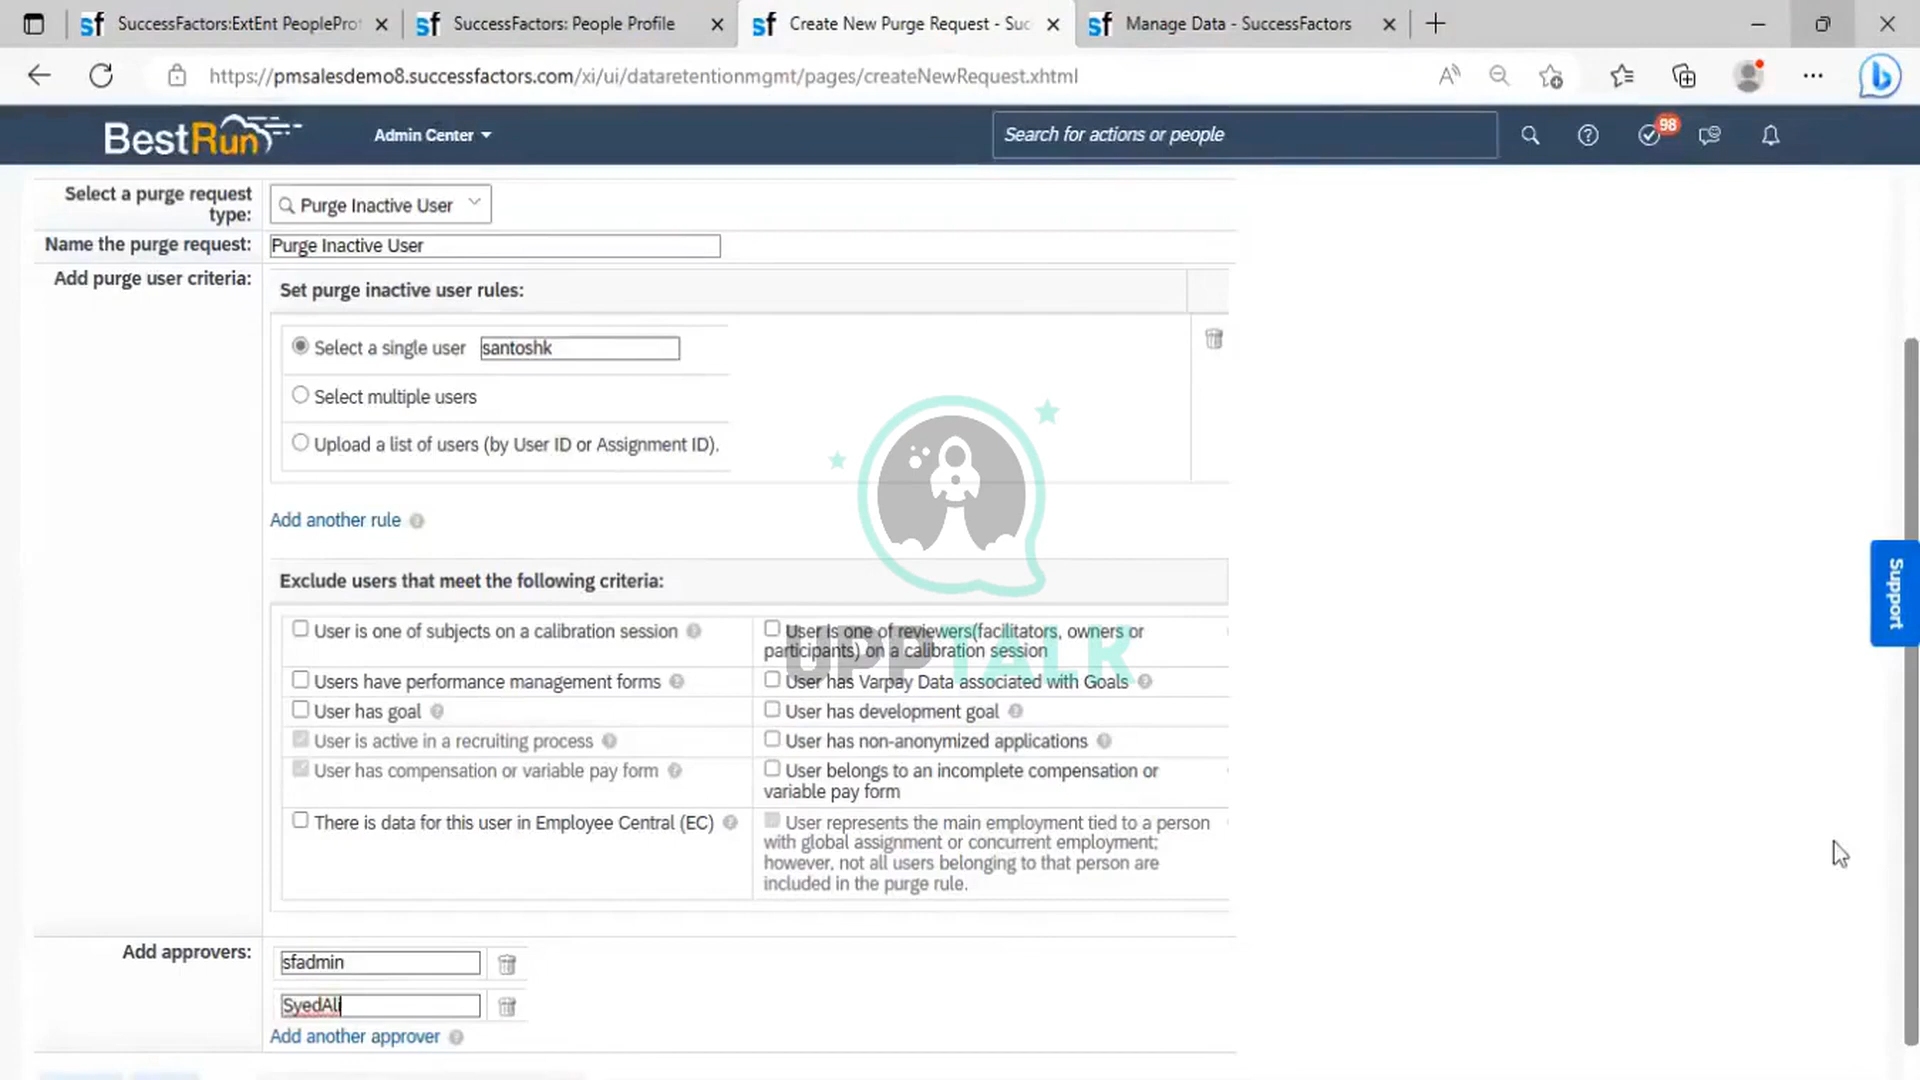 SuccessFactors:ExtEnt PeopleProf
SuccessFactors: People Profile
Create New Purge Request - Suc
Manage Data - SuccessFactors
https://pmsalesdemo8.successfactors.com/xi/ui/dataretentionmgmt/pages/createNewRequest.xhtml
BestRun
Admin Center
Search for actions or people
98
Select a purge request type:
Purge Inactive User
Name the purge request:
Purge Inactive User
Add purge user criteria:
Set purge inactive user rules:
Select a single user santoshk
Select multiple users
Upload a list of users (by User ID or Assignment ID).
Add another rule
Exclude users that meet the following criteria:
User is one of subjects on a calibration session
User is one of reviewers(facilitators, owners or
participants) on a calibration session
Users have performance management forms
User has Varpay Data associated with Goals
User has goal
User has development goal
User is active in a recruiting process
User has non-anonymized applications
User has compensation or variable pay form
User belongs to an incomplete compensation or
variable pay form
There is data for this user in Employee Central (EC)
User represents the main employment tied to a person
with global assignment or concurrent employment;
however, not all users belonging to that person are
included in the purge rule.
Add approvers:
sfadmin
SyedAli
Add another approver
Support
UPPTALK